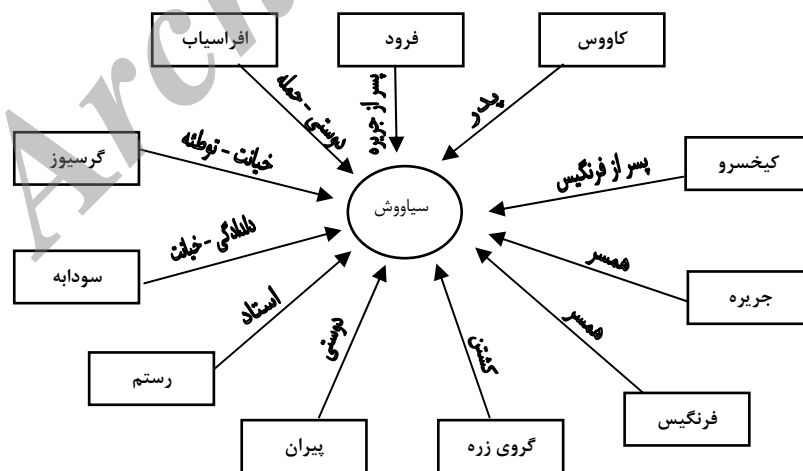 کاووس
فرود
افراسیاب
پدر
پسر از جریره
دوستی - حمله
گرسیوز
خیانت - توطئه
سیاووش
پسر از فرنگیس
کیخسرو
سودابه
دلدادگی - خیانت
همسر
جریره
استاد
دوستی
کشتن
همسر
رستم
پیران
گروی زره
فرنگیس
Arch